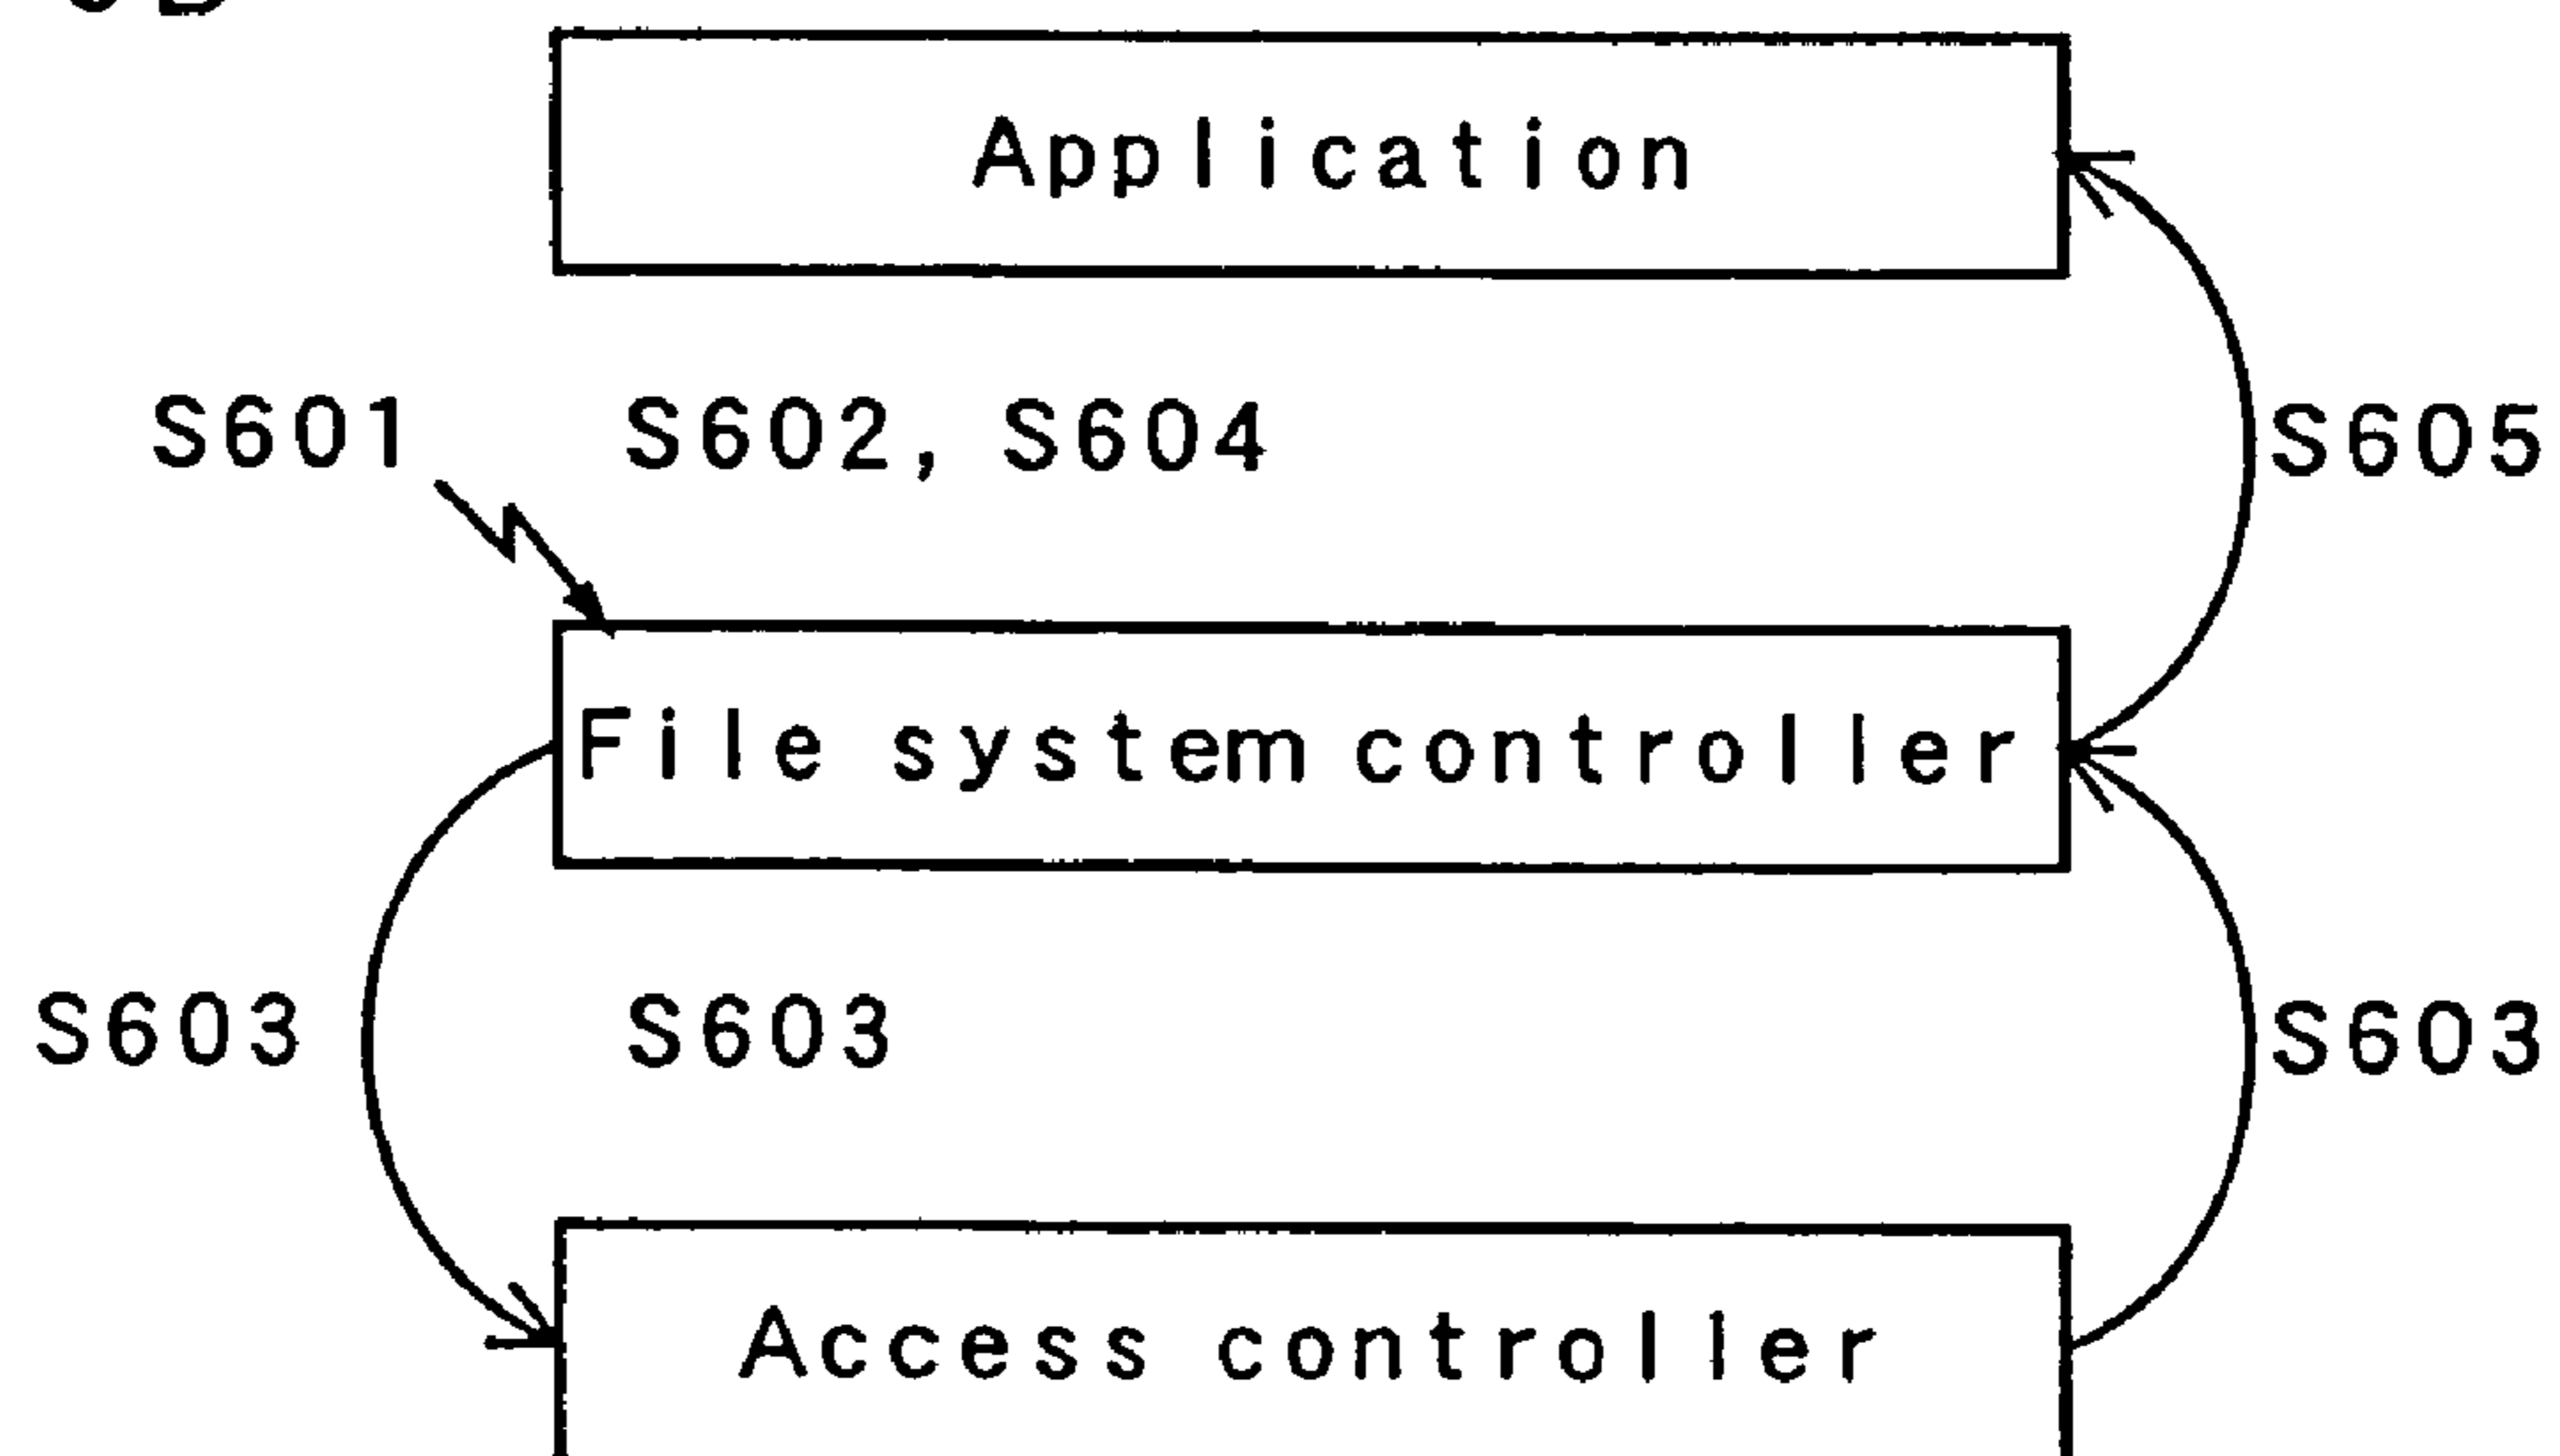 Application
S601 S602, S604 S605
File system controller
S603 S603 S603
Access controller